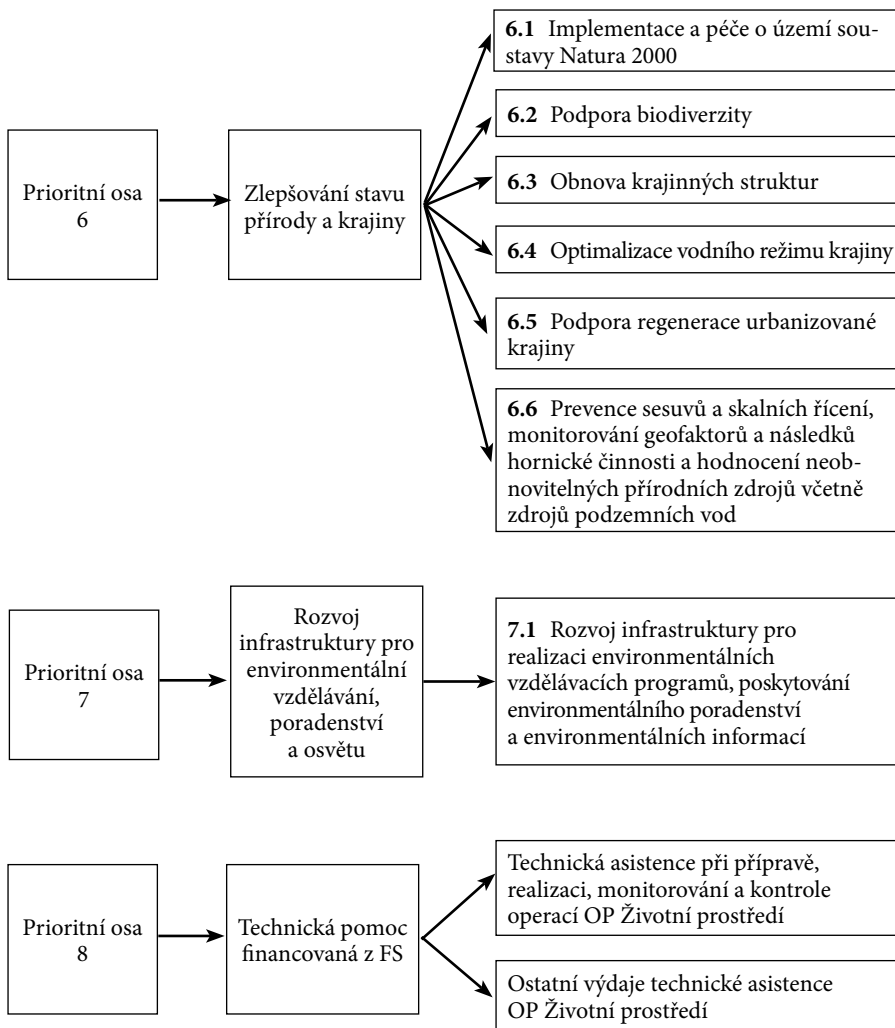 Prioritní osa
6
Zlepšování stavu
přírody a krajiny
6.1 Implementace a péče o území sou-
stavy Natura 2000
6.2 Podpora biodiverzity
6.3 Obnova krajinných struktur
6.4 Optimalizace vodního režimu krajiny
6.5 Podpora regenerace urbanizované
krajiny
6.6 Prevence sesuvů a skalních řícení,
monitorování geofaktorů a následků
hornické činnosti a hodnocení neob-
novitelných přírodních zdrojů včetně
zdrojů podzemních vod
Prioritní osa
7
Rozvoj
infrastruktury pro
environmentální
vzdělávání,
poradenství
a osvětu
7.1 Rozvoj infrastruktury pro
realizaci environmentálních
vzdělávacích programů, poskytování
environmentálního poradenství
a environmentálních informací
Prioritní osa
8
Technická pomoc
financovaná z FS
Technická asistence při přípravě,
realizaci, monitorování a kontrole
operací OP Životní prostředí
Ostatní výdaje technické asistence
OP Životní prostředí